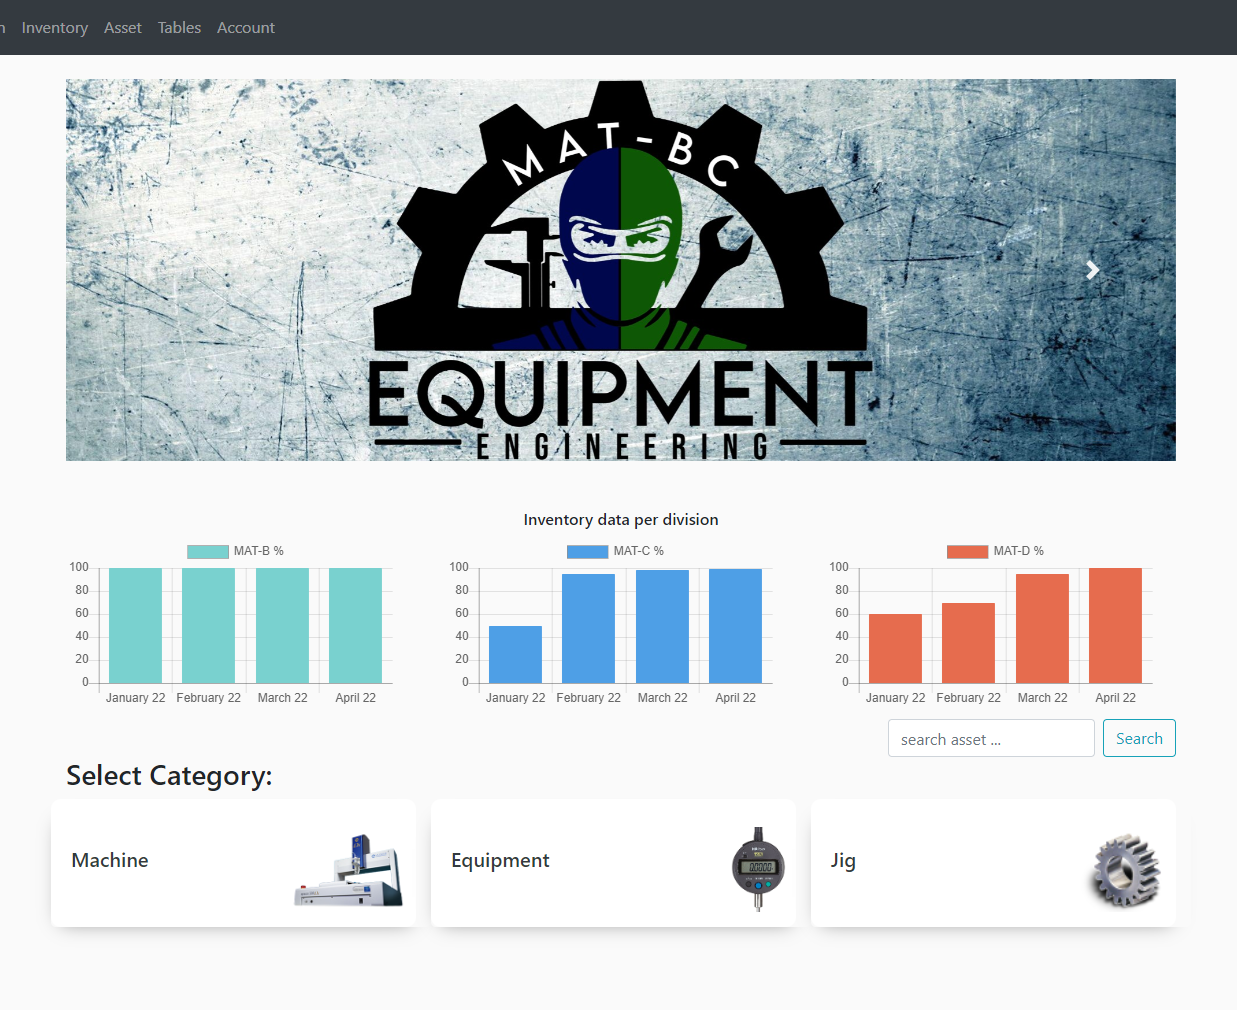 Inventory Asset Tables Account
MAT-BC
EQUIPMENT
ENGINEERING
Inventory data per division
MAT-B %
100
80
60
40
20
0
January 22 February 22 March 22 April 22
MAT-C %
100
80
60
40
20
0
January 22 February 22 March 22 April 22
MAT-D %
100
80
60
40
20
0
January 22 February 22 March 22 April 22
search asset ... Search
Select Category:
Machine
Equipment
Jig